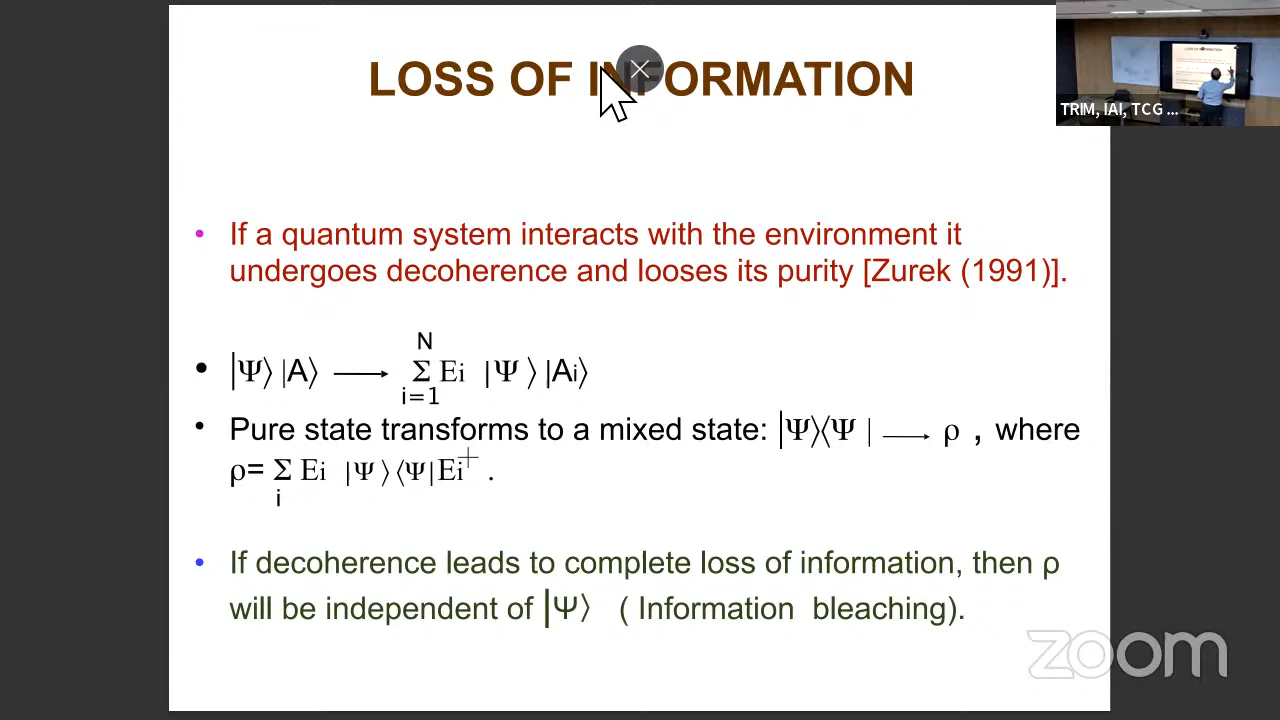 LOSS OF INFORMATION
TRIM, IAI, TCG ...
• If a quantum system interacts with the environment it
undergoes decoherence and looses its purity [Zurek (1991)].
N
• |Ψ⟩ |A⟩ ⟶ Σ Ei |Ψ ⟩ |Ai⟩
i=1
• Pure state transforms to a mixed state: |Ψ⟩⟨Ψ | ⟶ ρ , where
ρ= Σ Ei |Ψ ⟩ ⟨Ψ|Ei⁺ .
i
• If decoherence leads to complete loss of information, then ρ
will be independent of |Ψ⟩ ( Information bleaching).
zoom